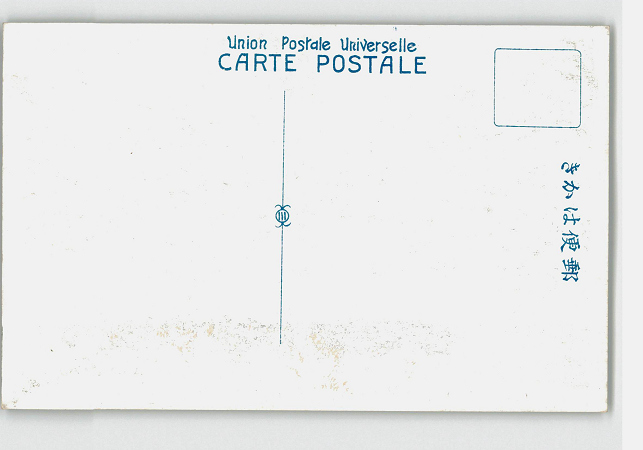 Union Postale Universelle
CARTE POSTALE
きかは便郵